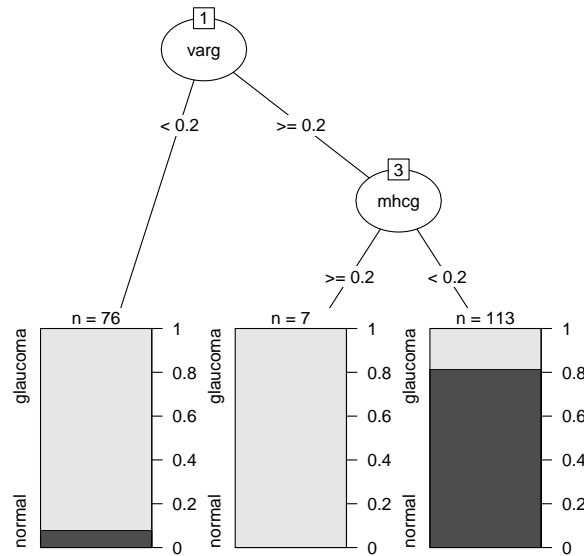 1
varg
< 0.2
>= 0.2
3
mhcg
>= 0.2
< 0.2
n = 76
normal
glaucoma
0
0.2
0.4
0.6
0.8
1
n = 7
normal
glaucoma
0
0.2
0.4
0.6
0.8
1
n = 113
normal
glaucoma
0
0.2
0.4
0.6
0.8
1